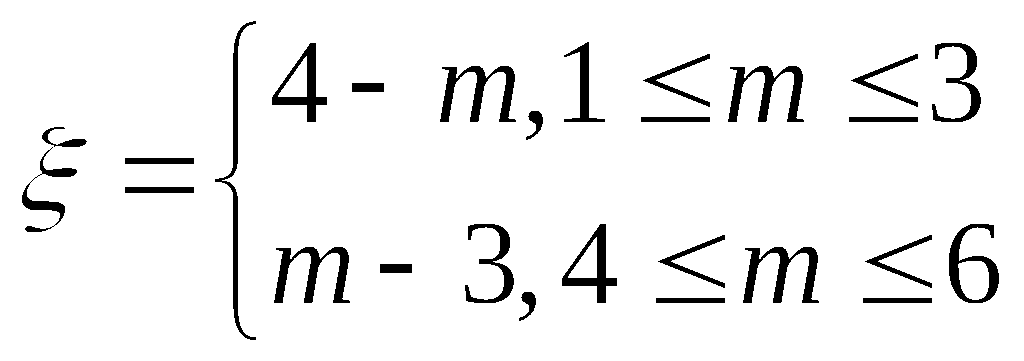 4 - m, 1 ≤ m ≤ 3
ξ =
m - 3, 4 ≤ m ≤ 6